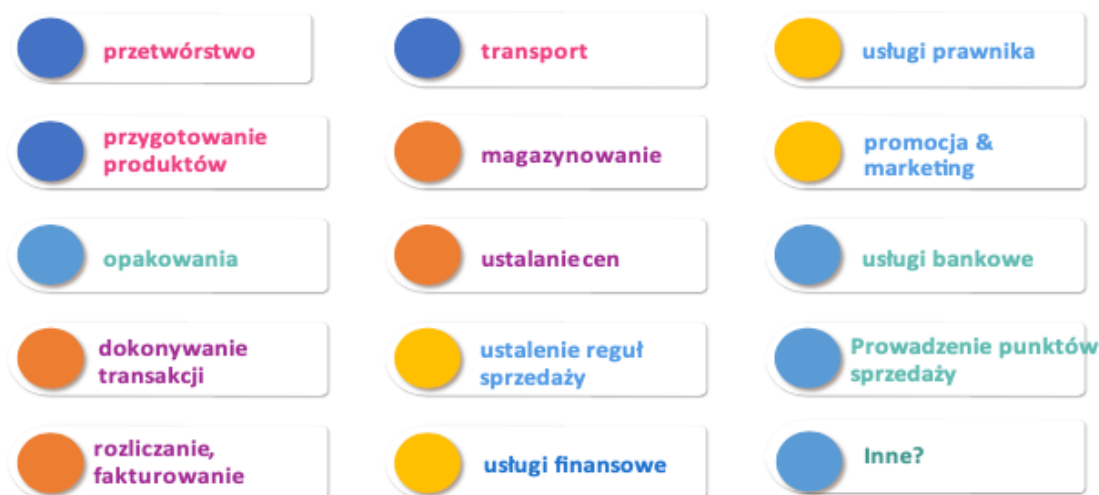 przetwórstwo
transport
usługi prawnika
przygotowanie
produktów
magazynowanie
promocja &
marketing
opakowania
ustalanie cen
usługi bankowe
dokonywanie
transakcji
ustalenie reguł
sprzedaży
Prowadzenie punktów
sprzedaży
rozliczanie,
fakturowanie
usługi finansowe
Inne?